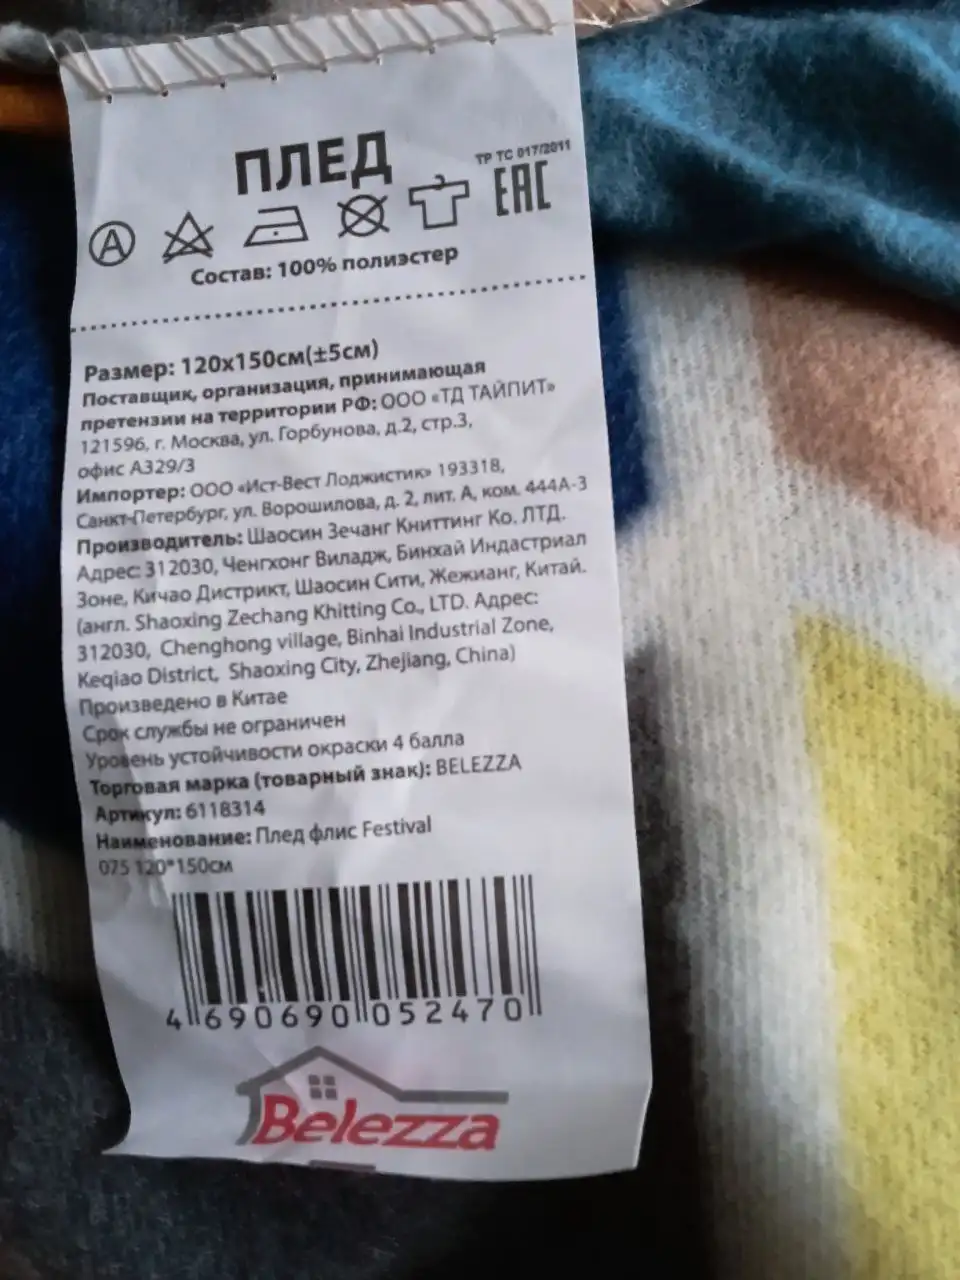 ПЛЕД
ТР ТС 017/2011
EAC
A
Состав: 100% полиэстер
Размер: 120х150см(±5см)
Поставщик, организация, принимающая
претензии на территории РФ: ООО «ТД ТАЙПИТ»
121596, г. Москва, ул. Горбунова, д.2, стр.3,
офис А329/3
Импортер: ООО «Ист-Вест Лоджистик» 193318,
Санкт-Петербург, ул. Ворошилова, д. 2, лит. А, ком. 444А-3
Производитель: Шаосин Зечанг Книттинг Ко. ЛТД.
Адрес: 312030, Ченгхонг Виладж, Бинхай Индастриал
Зоне, Кичао Дистрикт, Шаосин Сити, Жежианг, Китай.
(англ. Shaoxing Zechang Khitting Co., LTD. Адрес:
312030, Chenghong village, Binhai Industrial Zone,
Keqiao District, Shaoxing City, Zhejiang, China)
Произведено в Китае
Срок службы не ограничен
Уровень устойчивости окраски 4 балла
Торговая марка (товарный знак): BELEZZA
Артикул: 6118314
Наименование: Плед флис Festival
075 120*150см
4 690690 052470
Belezza